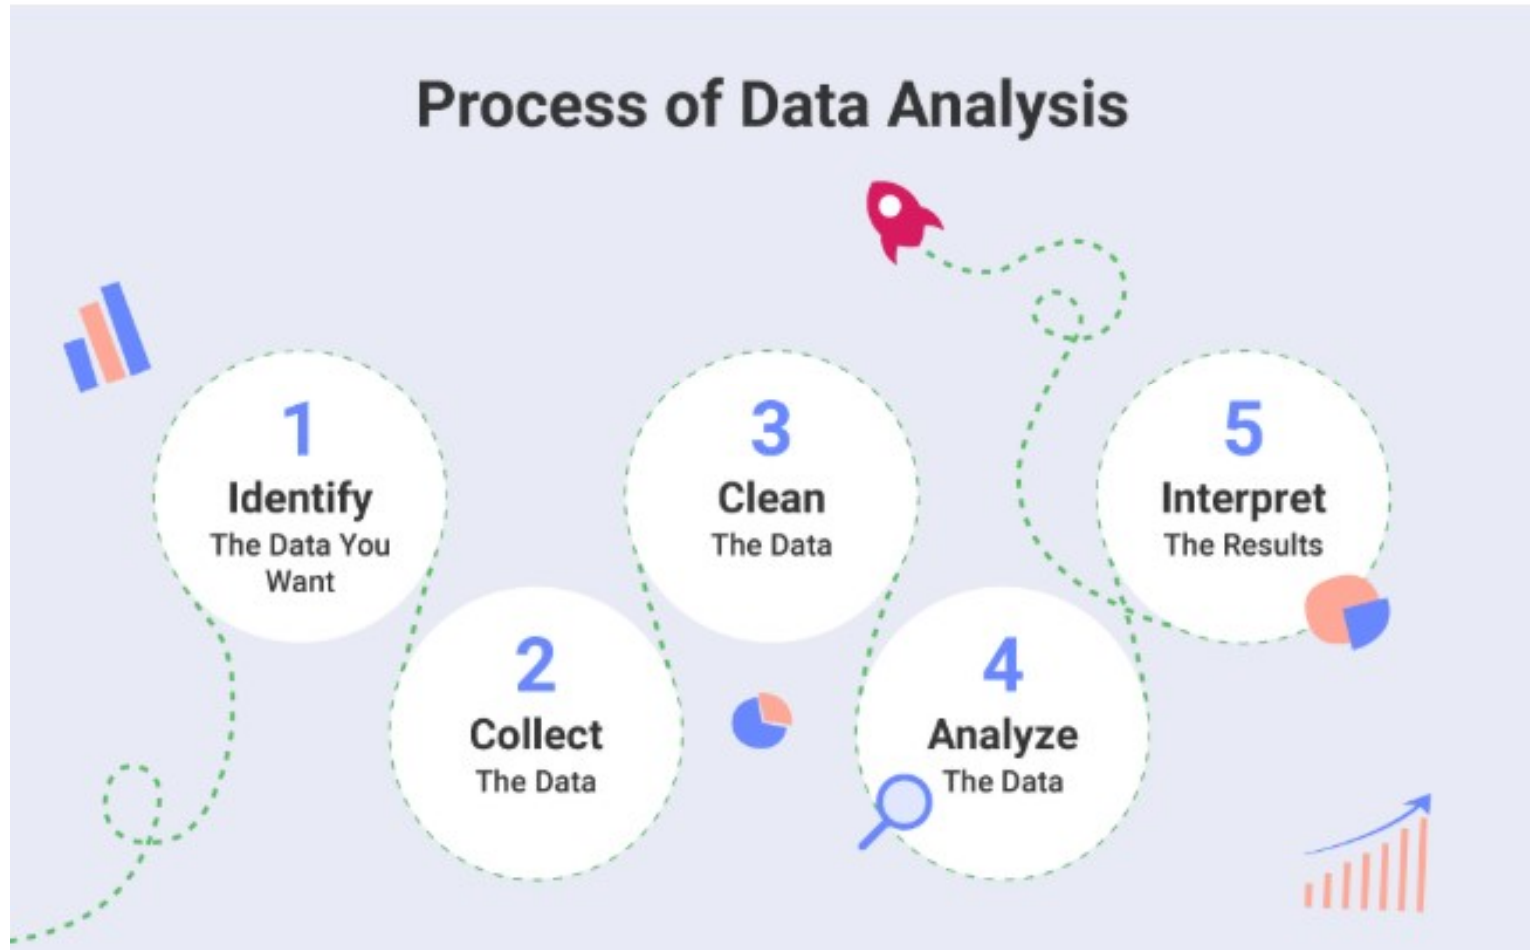 Process of Data Analysis
1
Identify
The Data You
Want
2
Collect
The Data
3
Clean
The Data
4
Analyze
The Data
5
Interpret
The Results